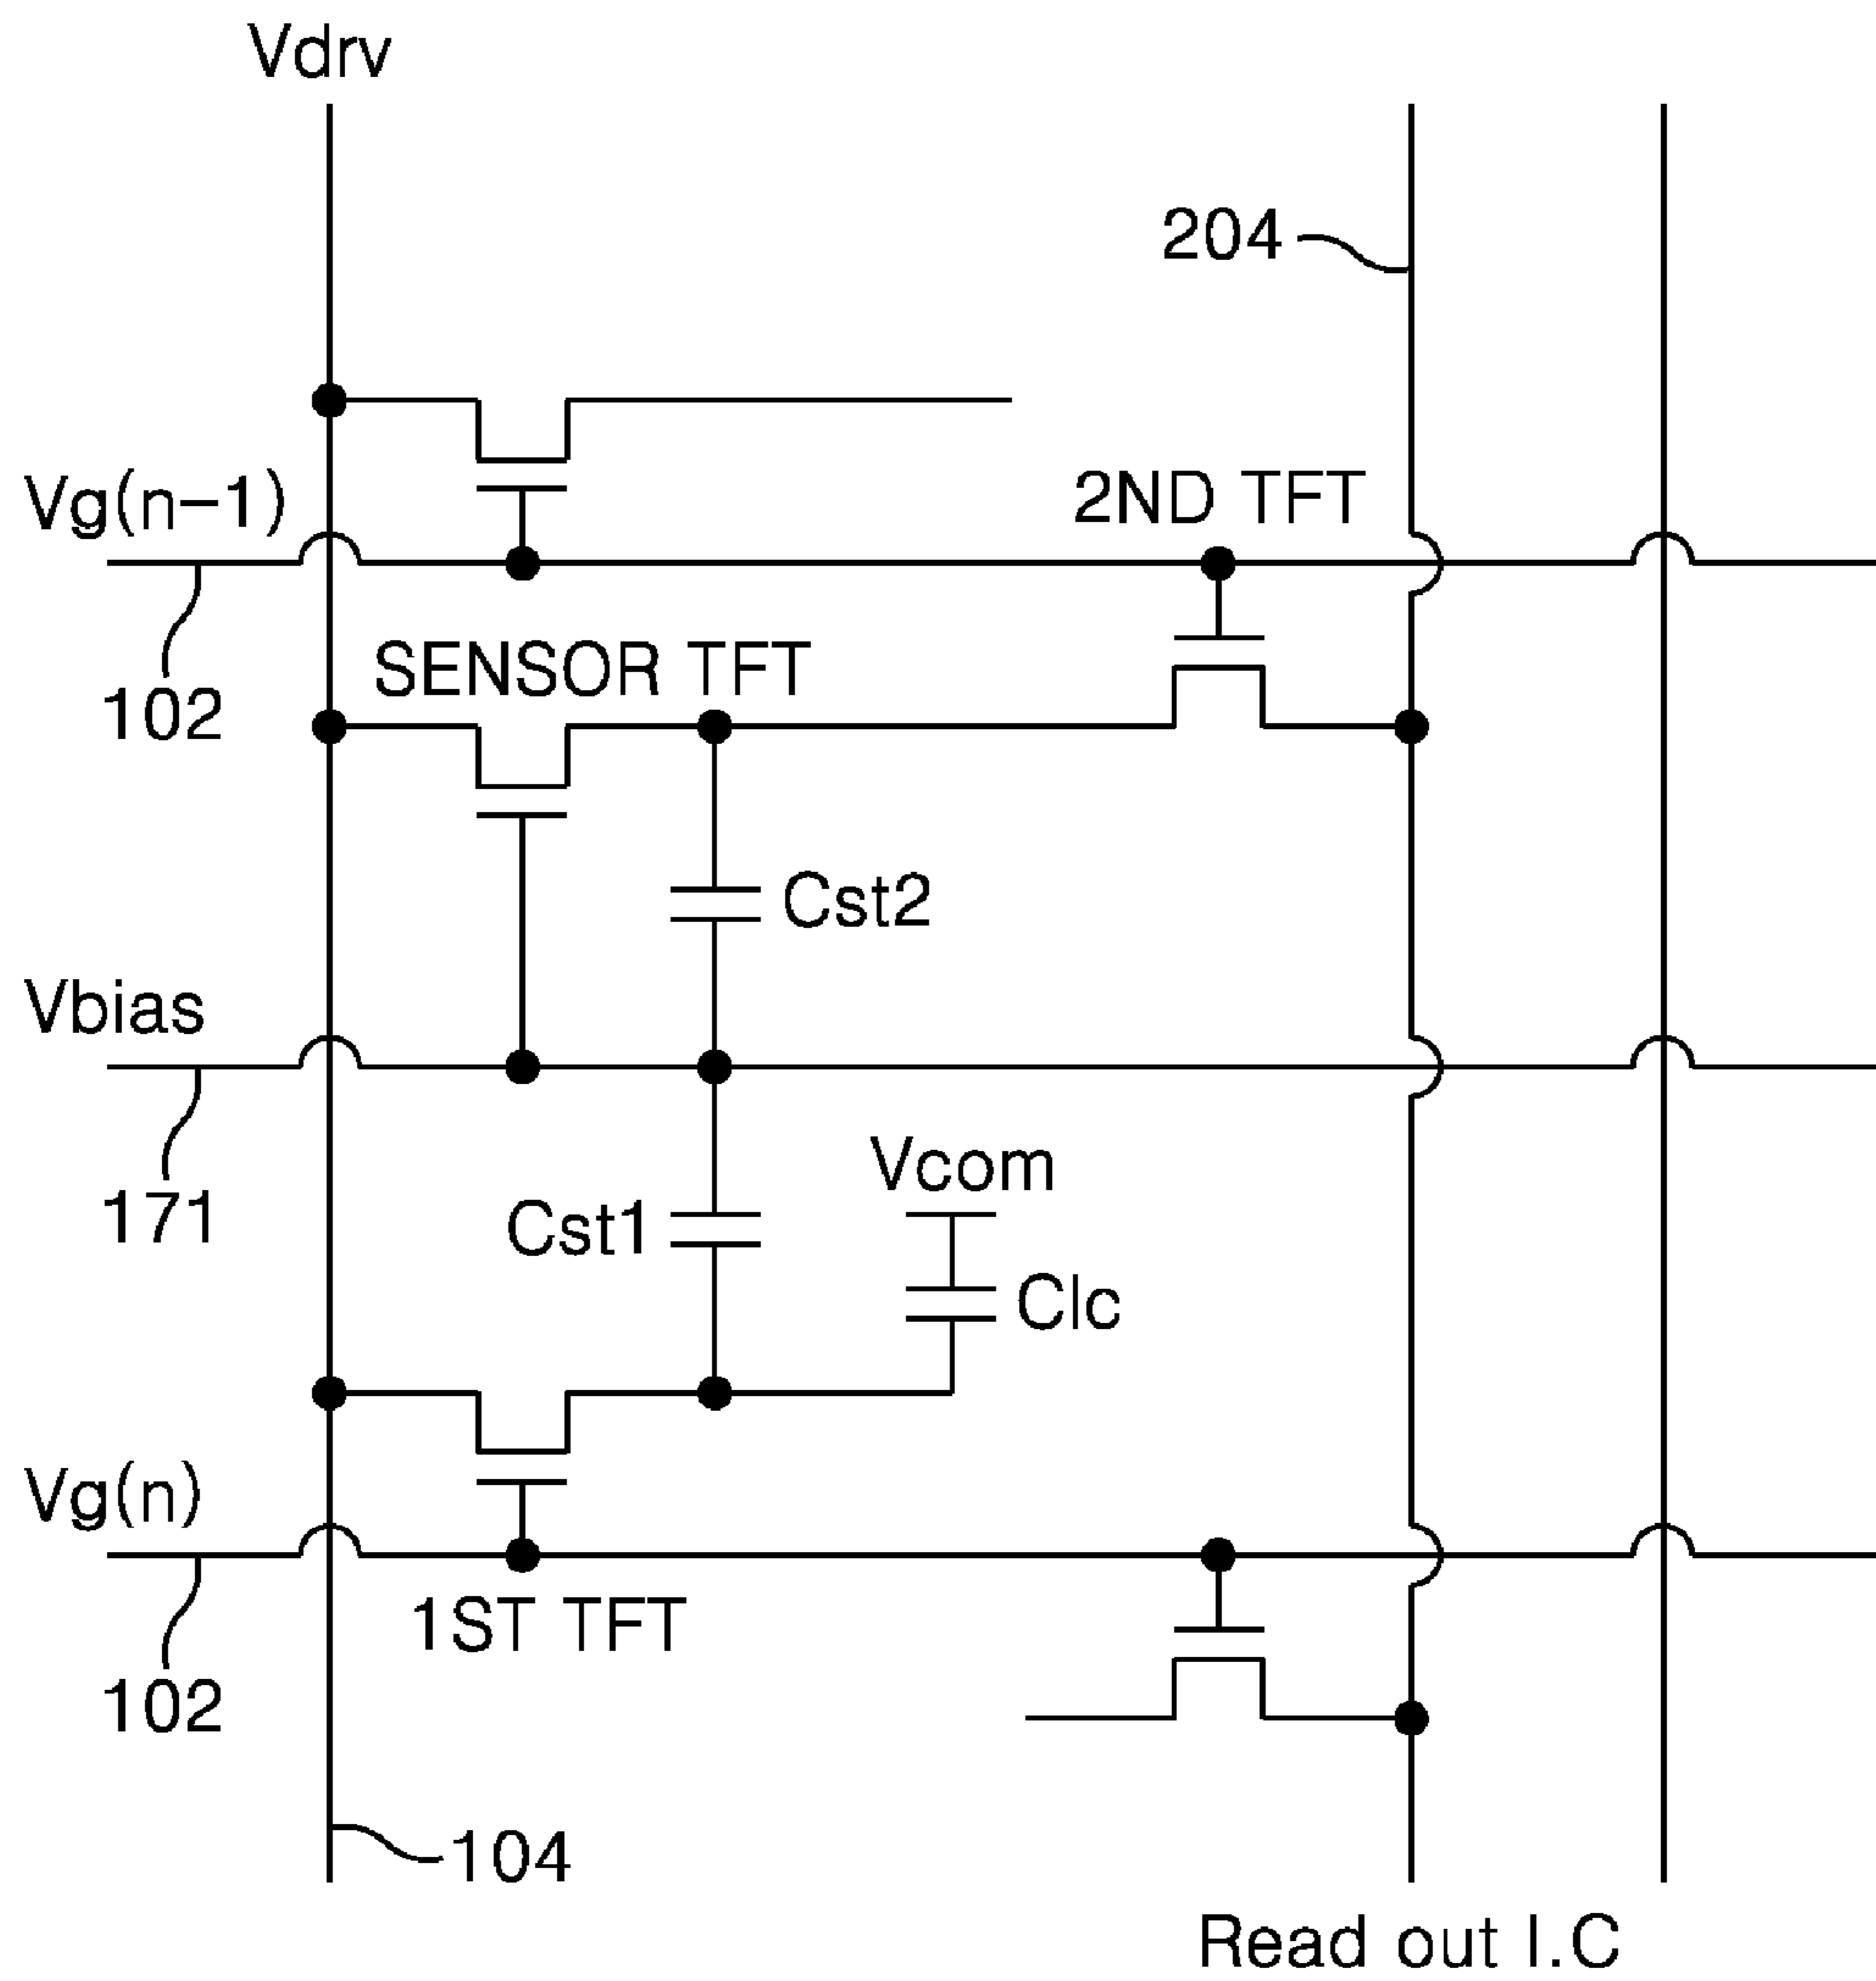 Vdrv
204
Vg(n-1)
2ND TFT
102
SENSOR TFT
Cst2
Vbias
171
Vcom
Cst1
Clc
Vg(n)
1ST TFT
102
104
Read out I.C